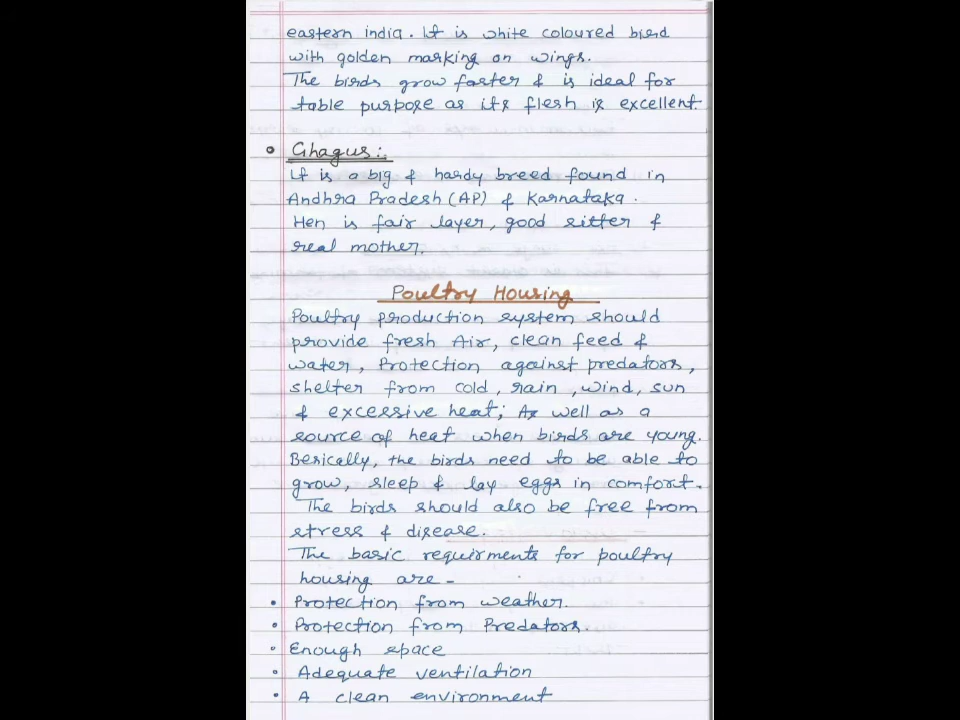 eastern india. It is white coloured bird
with golden marking on wings.
The birds grow faster & is ideal for
table purpose as its flesh is excellent.
• Ghagus:
It is a big & hardy breed found in
Andhra Pradesh (AP) & Karnataka.
Hen is fair layer, good sitter &
real mother.
Poultry Housing
Poultry production system should
provide fresh Air, clean feed &
water, Protection against predators,
shelter from cold, rain, wind, sun
& excessive heat; As well as a
source of heat when birds are young.
Besically, the birds need to be able to
grow, sleep & lay eggs in comfort.
The birds should also be free from
stress & disease.
The basic requirments for poultry
housing are -
• Protection from weather.
• Protection from Predators.
• Enough space
• Adequate ventilation
• A clean environment